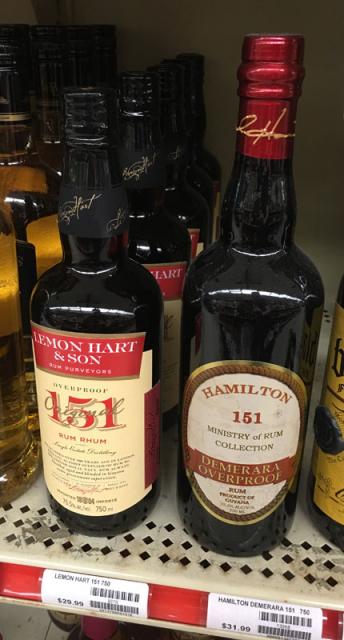 LEMON HART
& SON
RUM PURVEYORS
OVERPROOF
151
Original
RUM RHUM
750 ml
HART
HAMILTON
151
MINISTRY OF RUM
COLLECTION
DEMERARA
OVERPROOF
RUM
PRODUCT OF
GUYANA
LEMON HART 151 750
$29.99
HAMILTON DEMERARA 151 750
$31.99